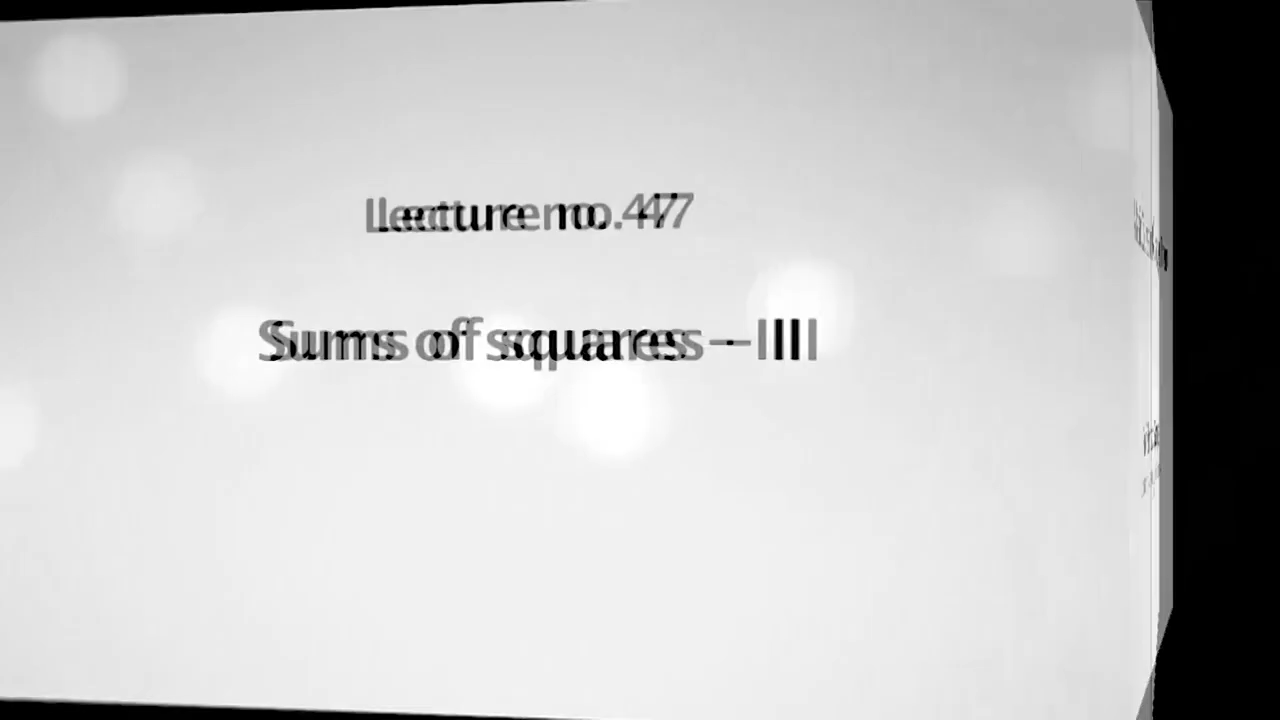 Lecture no. 47
Sums of squares – III